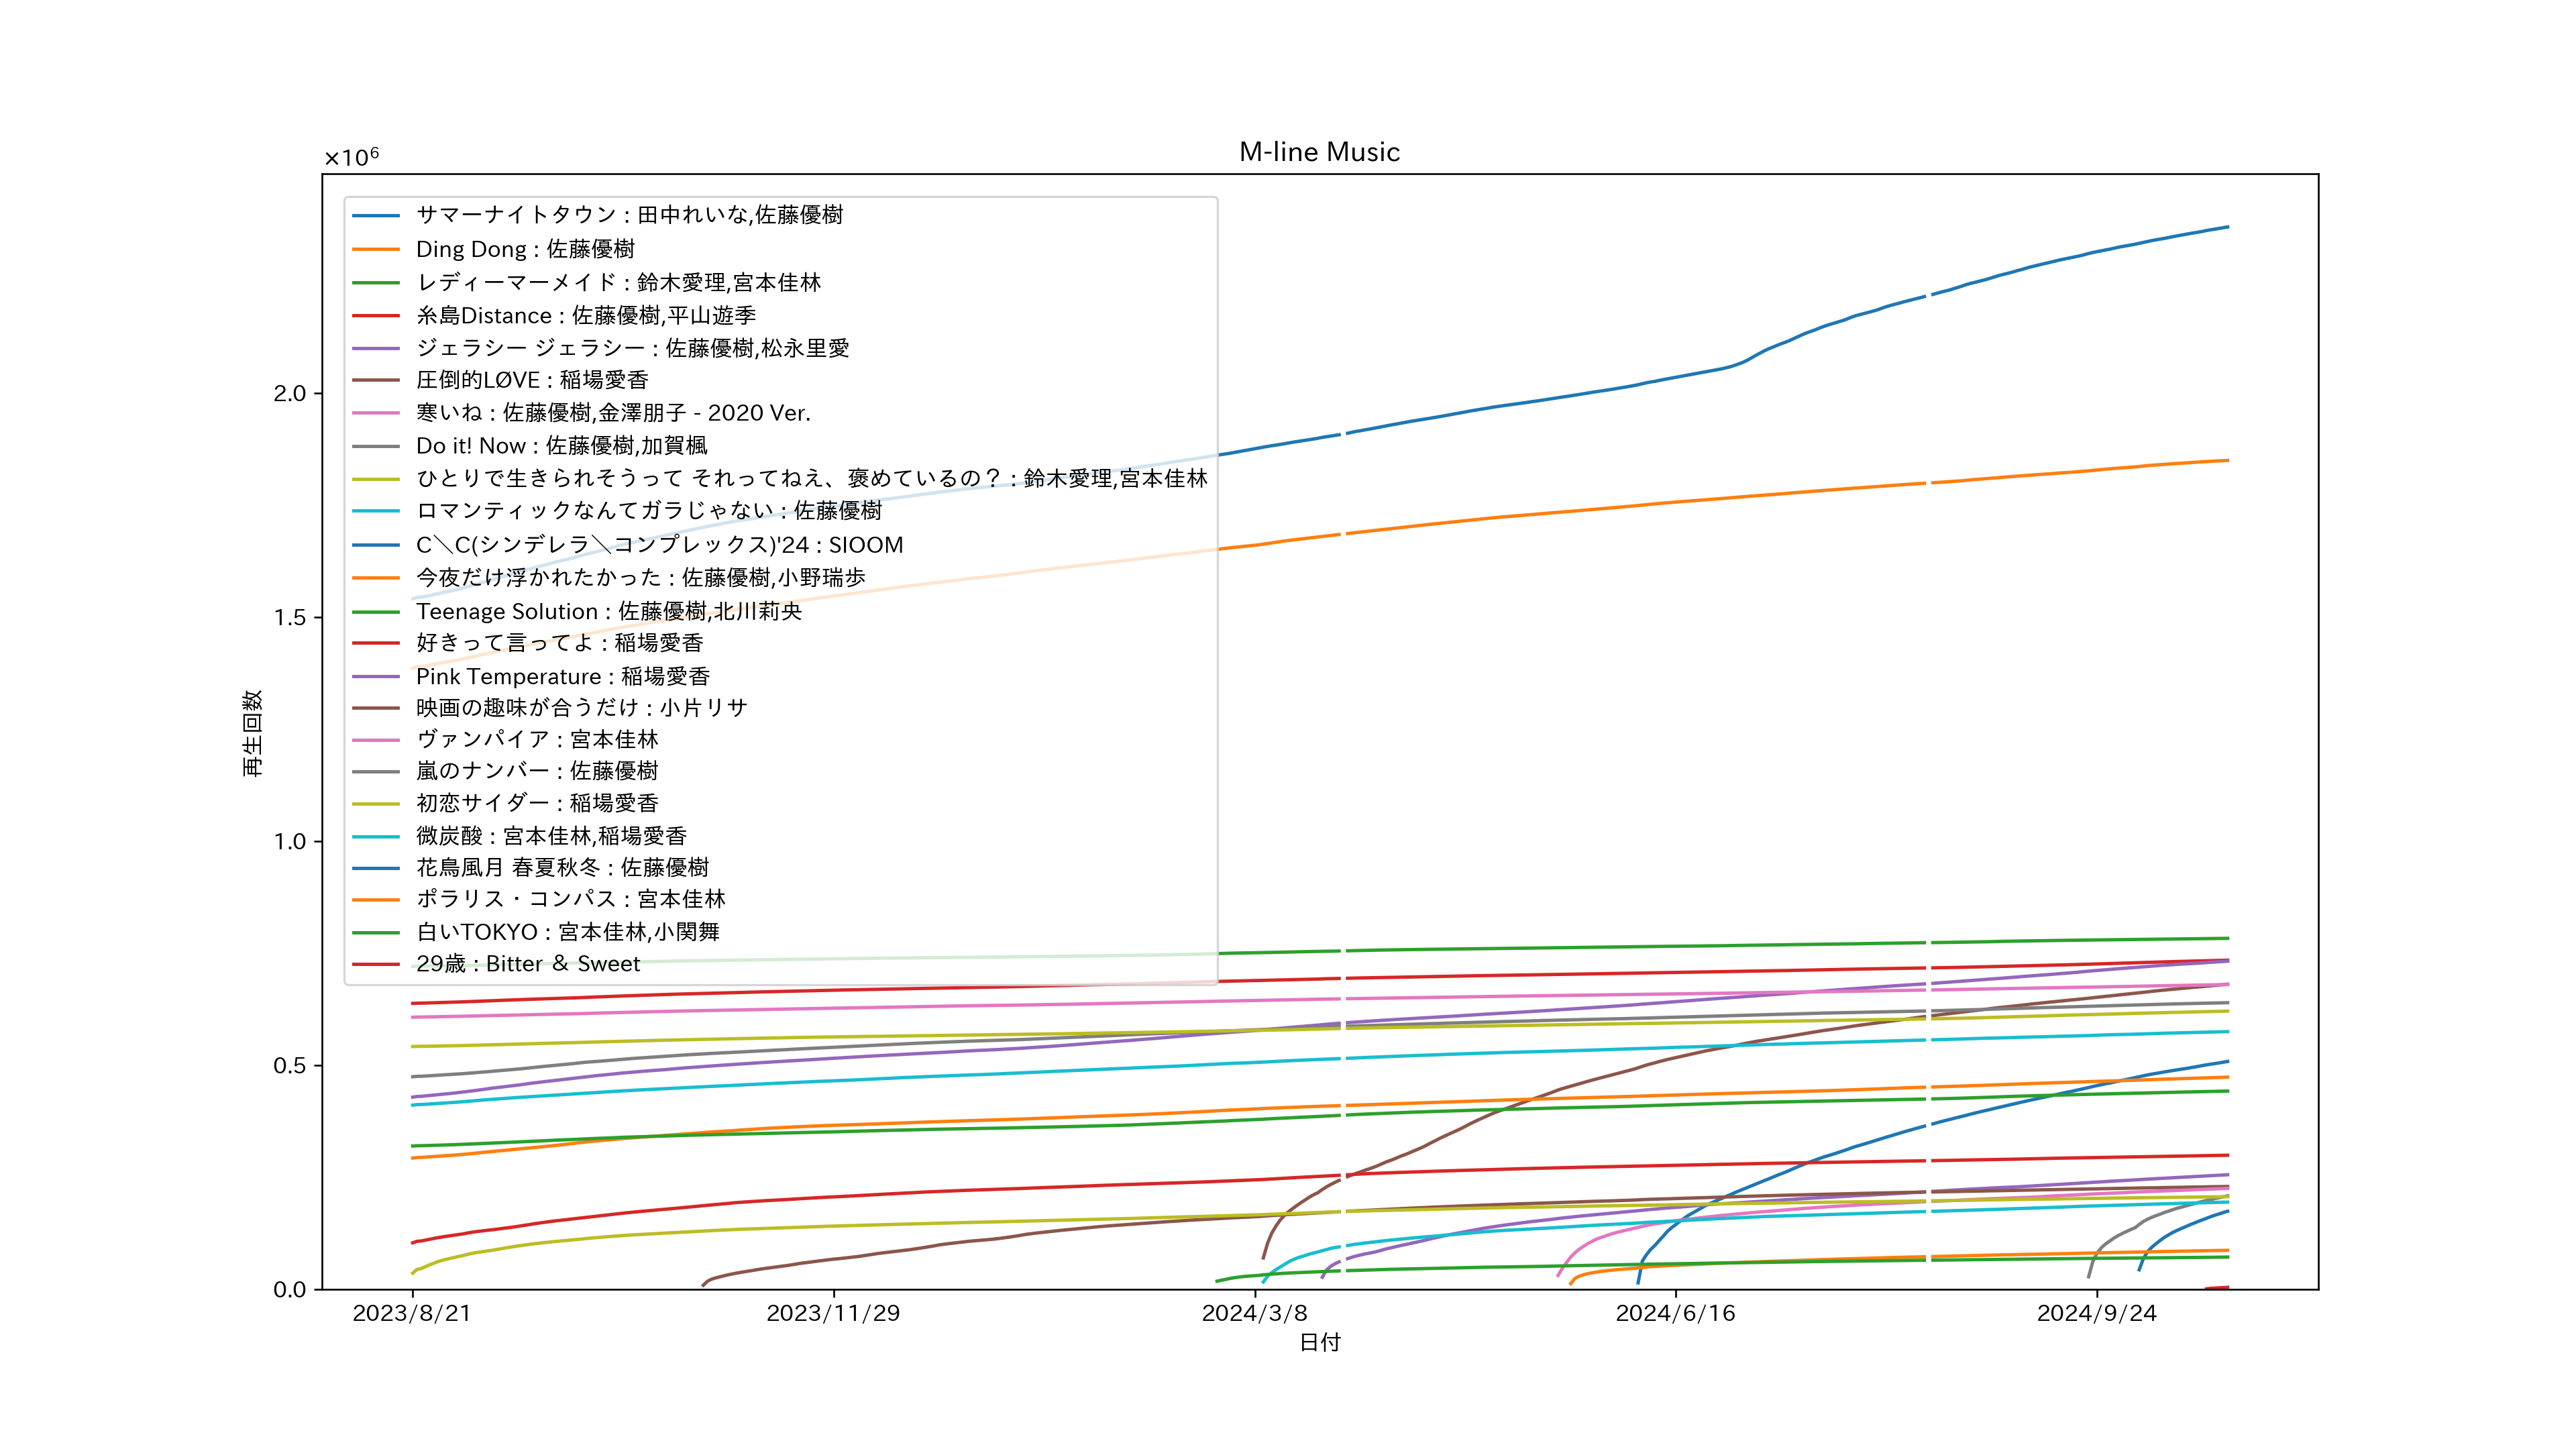 M-line Music
×10⁶
サマーナイトタウン : 田中れいな,佐藤優樹
Ding Dong : 佐藤優樹
レディーマーメイド : 鈴木愛理,宮本佳林
糸島Distance : 佐藤優樹,平山遊季
ジェラシー ジェラシー : 佐藤優樹,松永里愛
圧倒的LØVE : 稲場愛香
寒いね : 佐藤優樹,金澤朋子 - 2020 Ver.
Do it! Now : 佐藤優樹,加賀楓
ひとりで生きられそうって それってねえ、褒めているの？ : 鈴木愛理,宮本佳林
ロマンティックなんてガラじゃない : 佐藤優樹
C＼C(シンデレラ＼コンプレックス)'24 : SIOOM
今夜だけ浮かれたかった : 佐藤優樹,小野瑞歩
Teenage Solution : 佐藤優樹,北川莉央
好きって言ってよ : 稲場愛香
Pink Temperature : 稲場愛香
映画の趣味が合うだけ : 小片リサ
ヴァンパイア : 宮本佳林
嵐のナンバー : 佐藤優樹
初恋サイダー : 稲場愛香
微炭酸 : 宮本佳林,稲場愛香
花鳥風月 春夏秋冬 : 佐藤優樹
ポラリス・コンパス : 宮本佳林
白いTOKYO : 宮本佳林,小関舞
29歳 : Bitter ＆ Sweet
2.0
1.5
1.0
0.5
0.0
再生回数
2023/8/21
2023/11/29
2024/3/8
2024/6/16
2024/9/24
日付